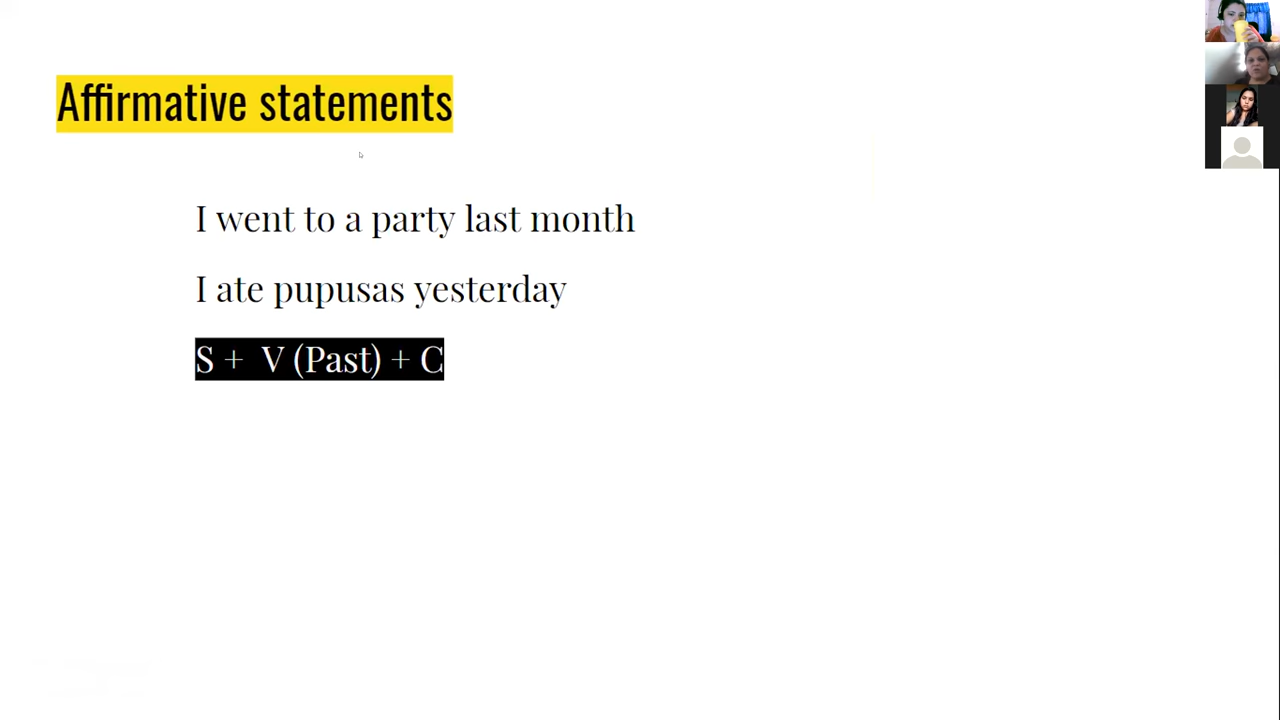 Affirmative statements
I went to a party last month
I ate pupusas yesterday
S + V (Past) + C